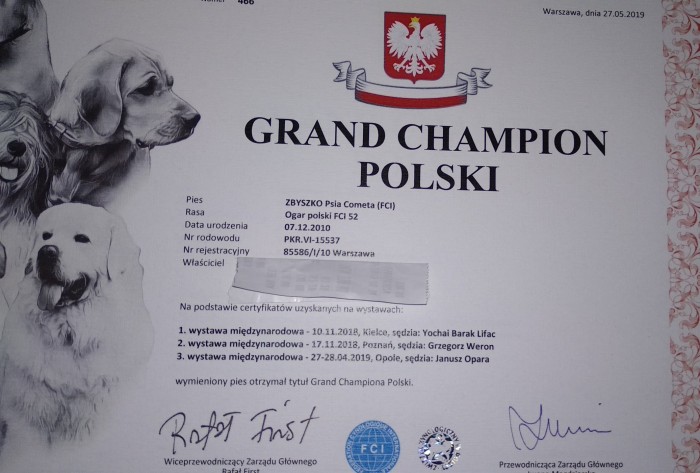 466
Warszawa, dnia 27.05.2019
GRAND CHAMPION
POLSKI
Pies ZBYSZKO Psia Cometa (FCI)
Rasa Ogar polski FCI 52
Data urodzenia 07.12.2010
Nr rodowodu PKR.VI-15537
Nr rejestracyjny 85586/I/10 Warszawa
Właściciel
Na podstawie certyfikatów uzyskanych na wystawach:
1. wystawa międzynarodowa - 10.11.2018, Kielce, sędzia: Yochai Barak Lifac
2. wystawa międzynarodowa - 17.11.2018, Poznań, sędzia: Grzegorz Weron
3. wystawa międzynarodowa - 27-28.04.2019, Opole, sędzia: Janusz Opara
wymieniony pies otrzymał tytuł Grand Championa Polski.
Rafał First
FCI
Wiceprzewodniczący Zarządu Głównego
Rafał First
Przewodnicząca Zarządu Głównego